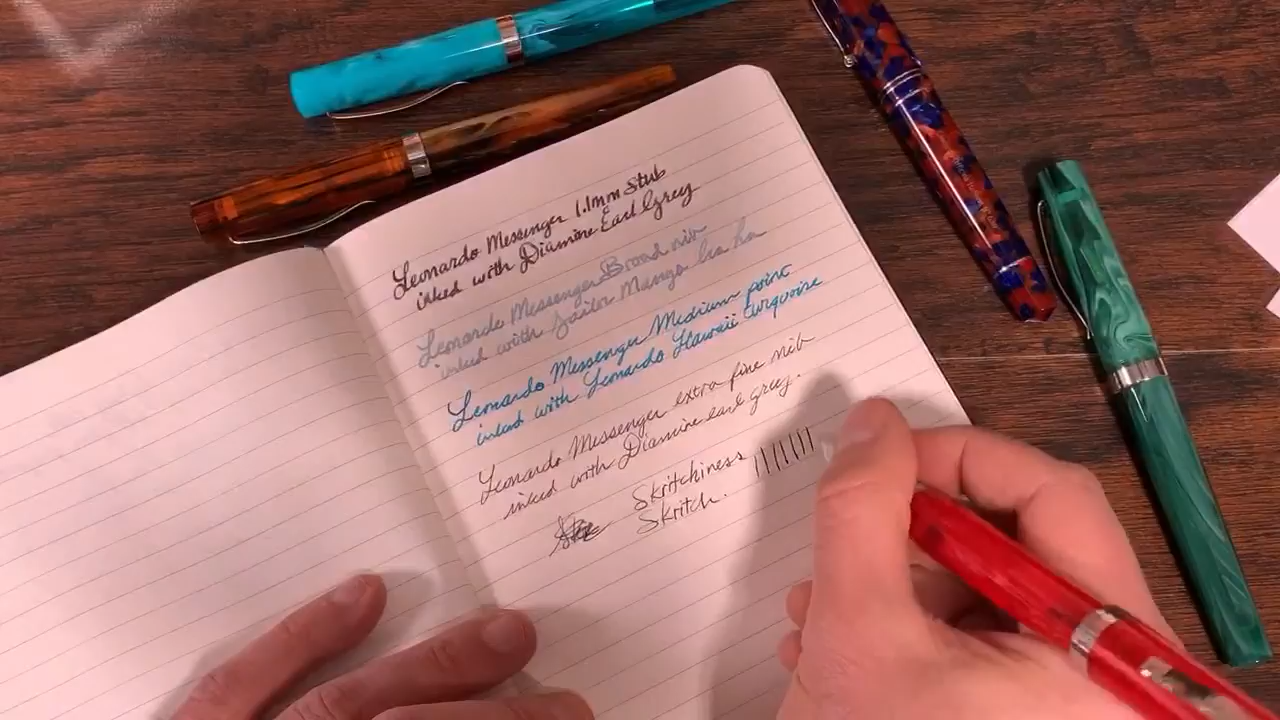 Leonardo Messenger 1.1mm Stub
inked with Diamine Earl Grey
Leonardo Messenger Broad nib
inked with Sailor Manyo ha ha
Leonardo Messenger Medium point
inked with Leonardo Hawaii turquoise
Leonardo Messenger extra fine nib
inked with Diamine earl grey.
Skritchiness
Skritch.